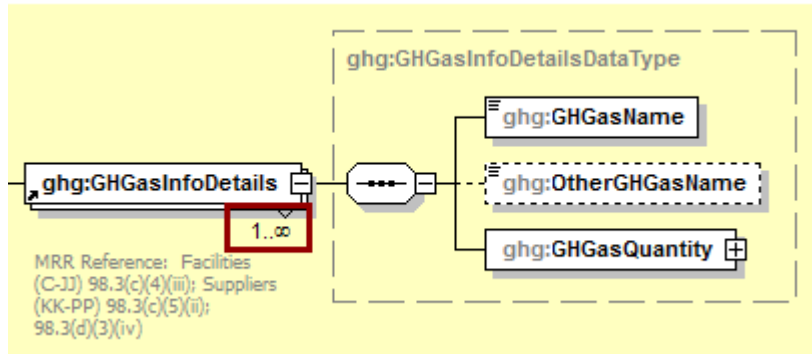 ghg:GHGasInfoDetailsDataType
ghg:GHGasName
ghg:GHGasInfoDetails
ghg:OtherGHGasName
1..∞
ghg:GHGasQuantity
MRR Reference: Facilities
(C-JJ) 98.3(c)(4)(iii); Suppliers
(KK-PP) 98.3(c)(5)(ii);
98.3(d)(3)(iv)